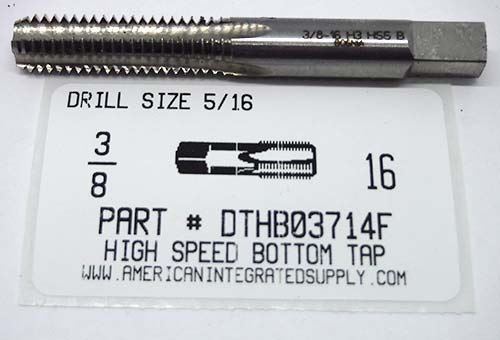 3/8-16 H3 HSS B
DRILL SIZE 5/16
3/8 16
PART # DTHB03714F
HIGH SPEED BOTTOM TAP
WWW.AMERICANINTEGRATEDSUPPLY.COM